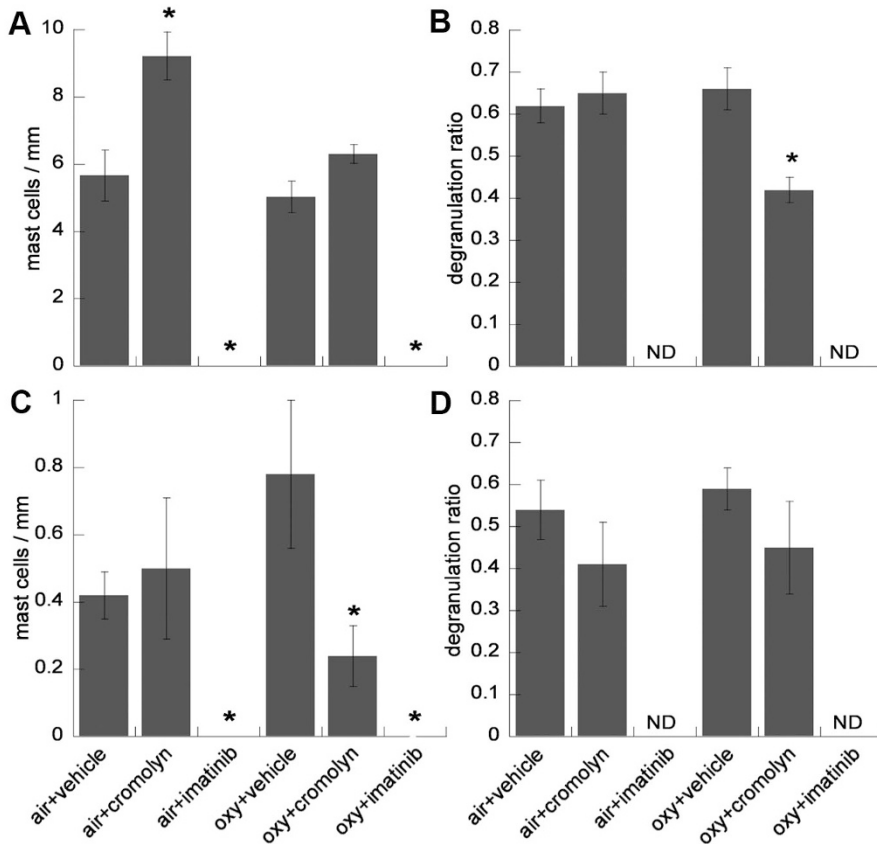 A
mast cells / mm
10
8
6
4
2
0
*
*
*
B
degranulation ratio
0.8
0.7
0.6
0.5
0.4
0.3
0.2
0.1
0
ND
*
ND
C
mast cells / mm
1
0.8
0.6
0.4
0.2
0
*
*
*
air+vehicle
air+cromolyn
air+imatinib
oxy+vehicle
oxy+cromolyn
oxy+imatinib
D
degranulation ratio
0.8
0.7
0.6
0.5
0.4
0.3
0.2
0.1
0
ND
ND
air+vehicle
air+cromolyn
air+imatinib
oxy+vehicle
oxy+cromolyn
oxy+imatinib